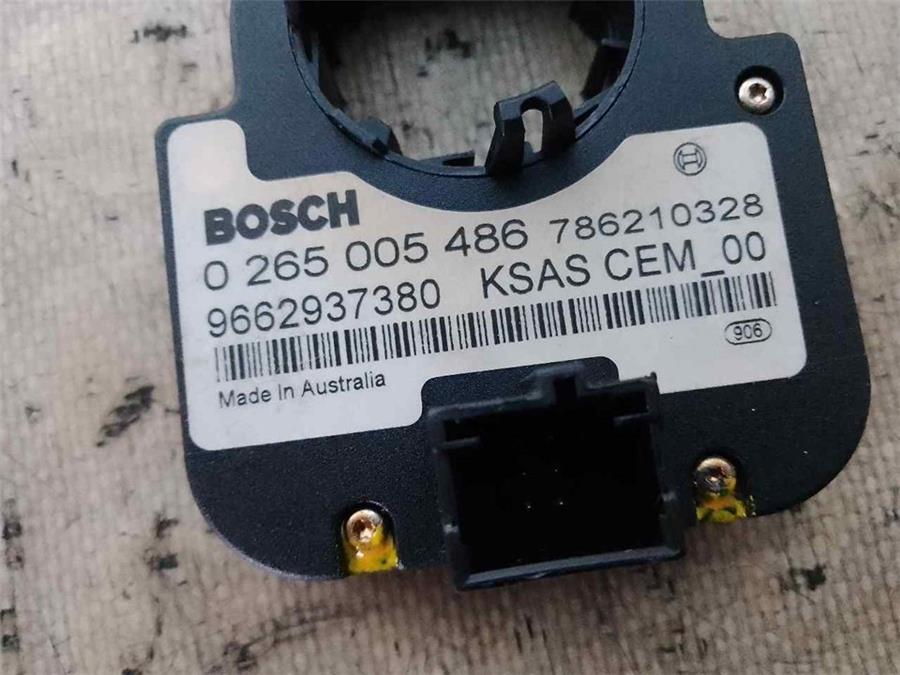 BOSCH
0 265 005 486 786210328
9662937380 KSAS CEM_00
906
Made In Australia